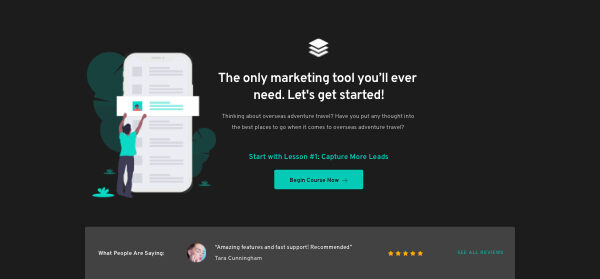 The only marketing tool you'll ever
need. Let's get started!
Thinking about overseas adventure travel? Have you put any thought into
the best places to go when it comes to overseas adventure travel?
Start with Lesson #1: Capture More Leads
Begin Course Now →
What People Are Saying:
"Amazing features and fast support! Recommended"
Tara Cunningham
SEE ALL REVIEWS